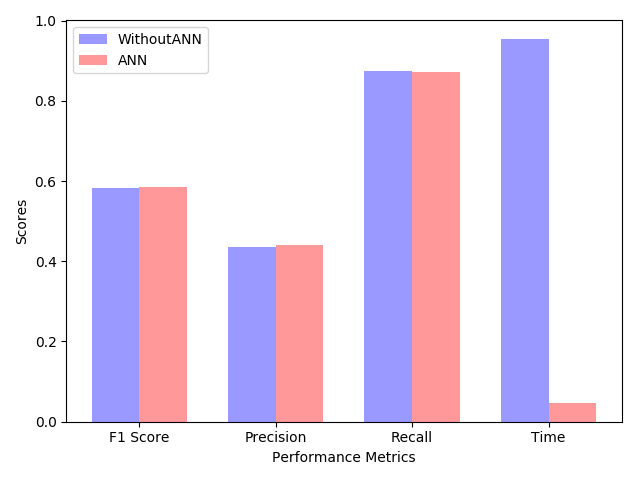 WithoutANN
ANN
1.0
0.8
0.6
0.4
0.2
0.0
Scores
F1 Score Precision Recall Time
Performance Metrics